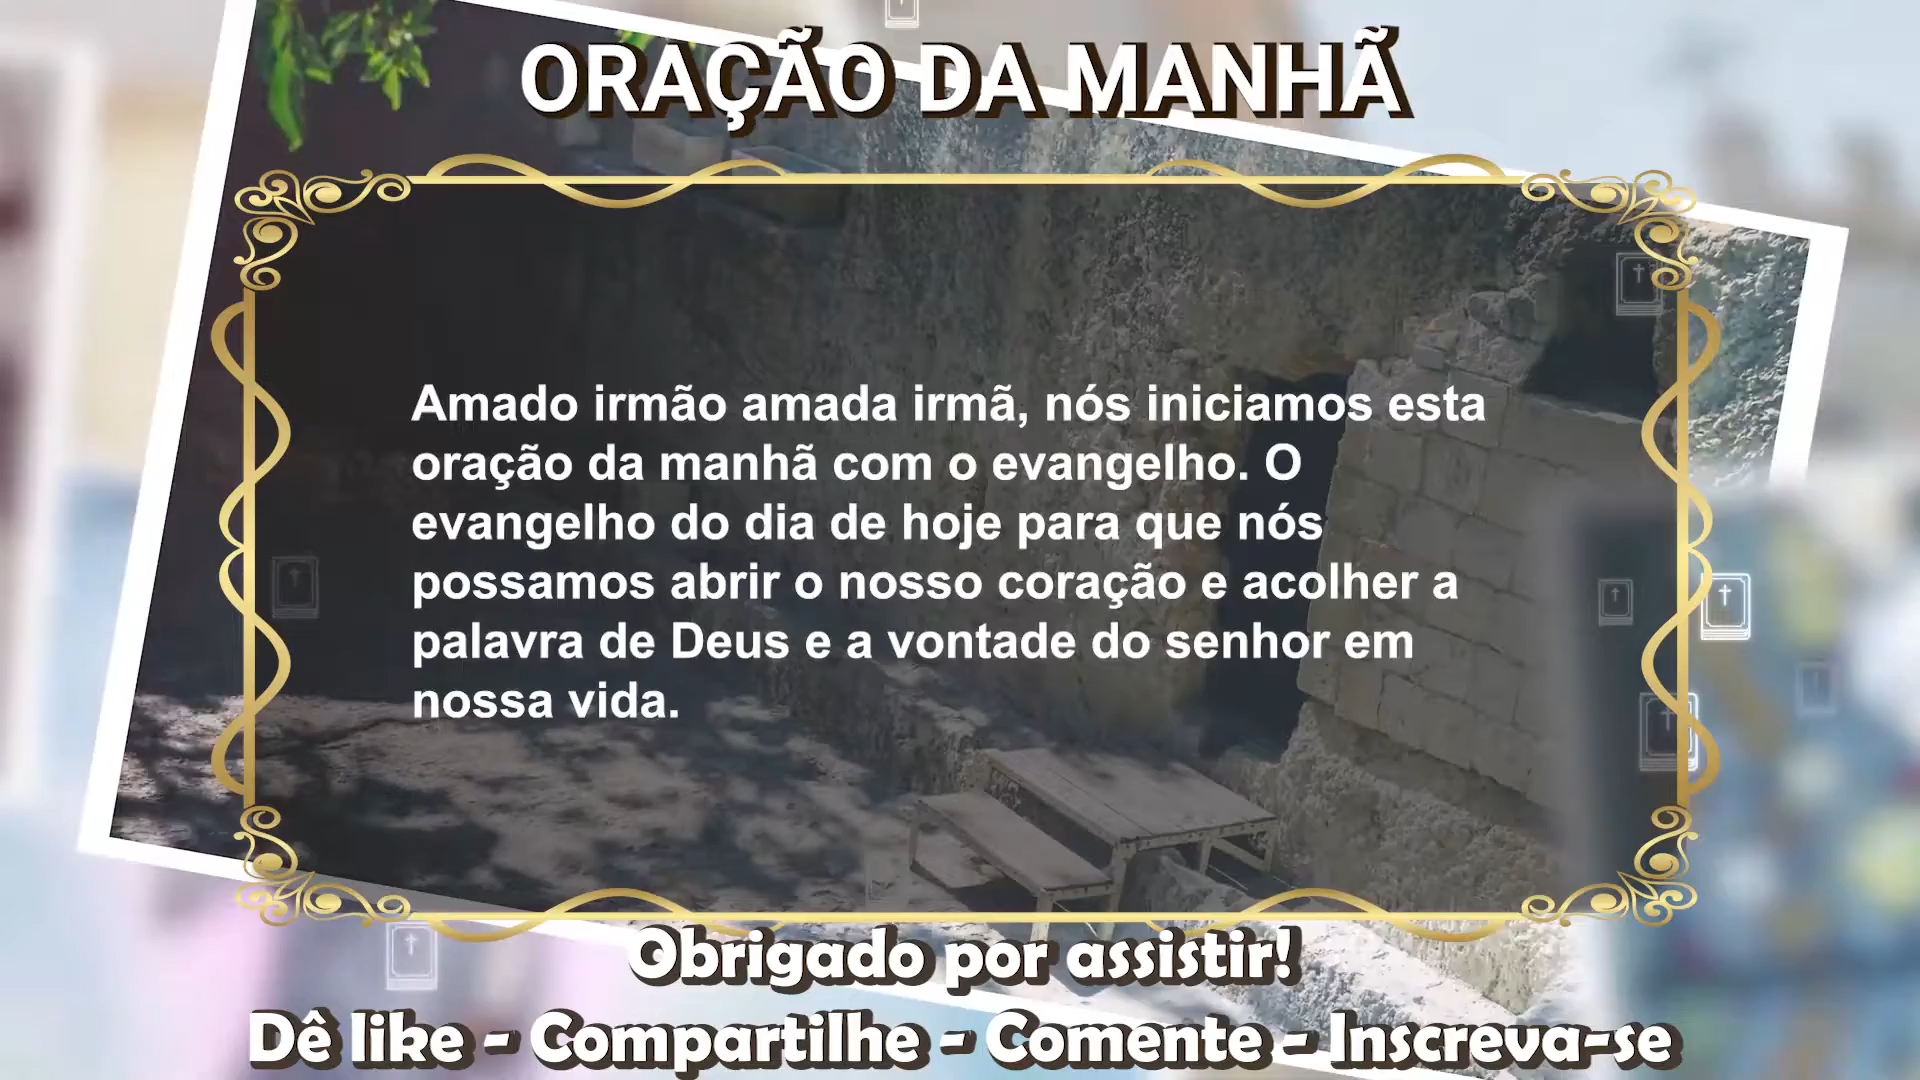 ORAÇÃO DA MANHÃ
Amado irmão amada irmã, nós iniciamos esta
oração da manhã com o evangelho. O
evangelho do dia de hoje para que nós
possamos abrir o nosso coração e acolher a
palavra de Deus e a vontade do senhor em
nossa vida.
Obrigado por assistir!
Dê like - Compartilhe - Comente - Inscreva-se